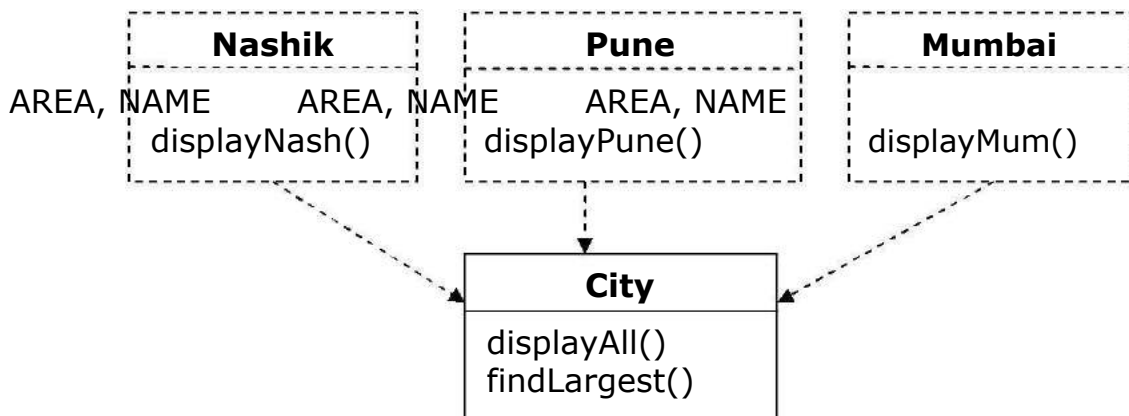 Nashik Pune Mumbai
AREA, NAME AREA, NAME AREA, NAME
displayNash() displayPune() displayMum()
City
displayAll()
findLargest()